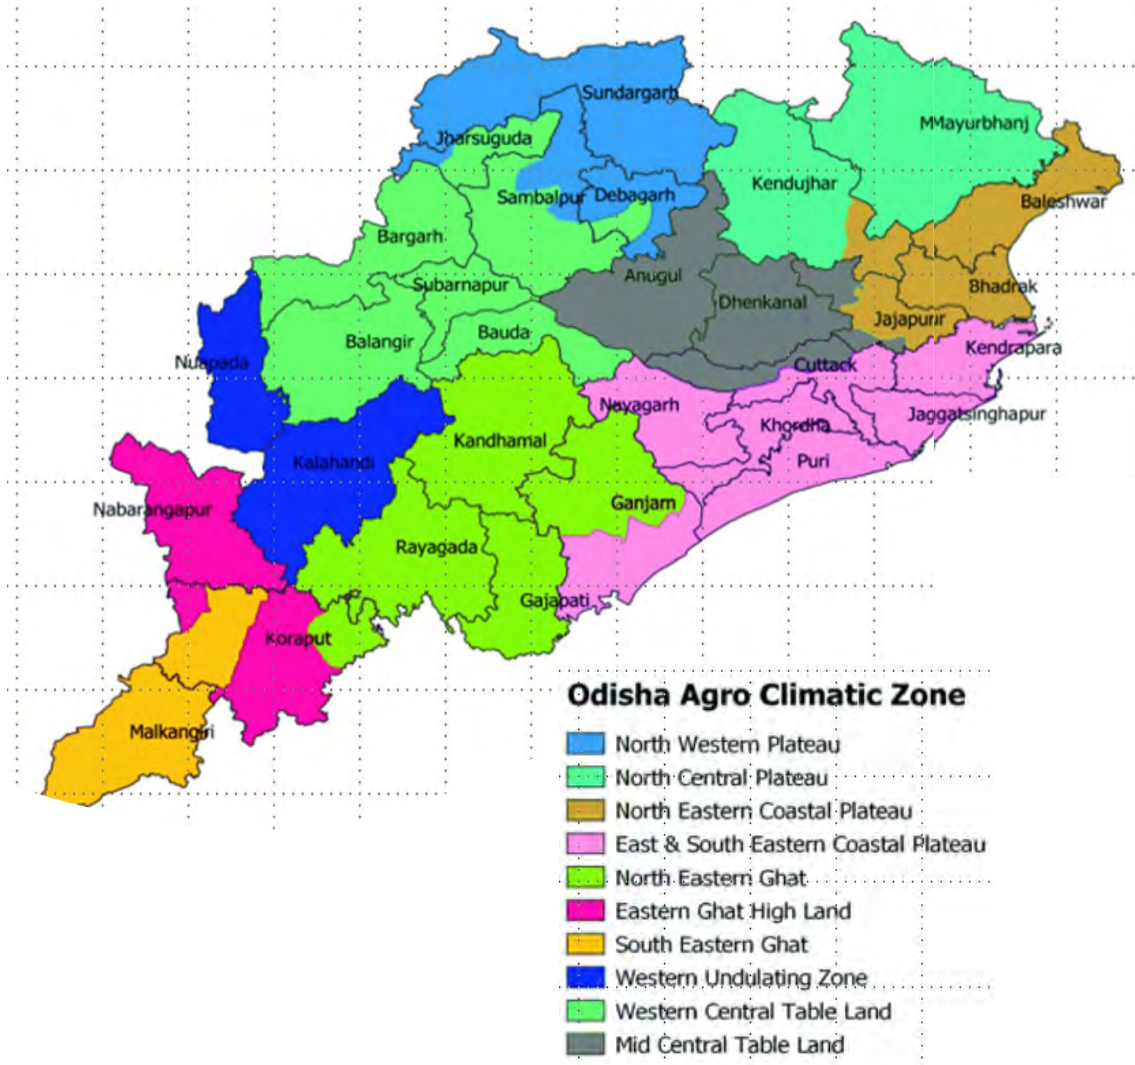 Sundargarh
MMayurbhanj
Jharsuguda
Kendujhar
Sambalpur
Debagarh
Baleshwar
Bargarh
Anugul
Subarnapur
Bhadrak
Dhenkanal
Jajapurir
Bauda
Balangir
Kendrapara
Nuapada
Cuttack
Nayagarh
Jaggatsinghapur
Khordha
Kandhamal
Puri
Kalahandi
Ganjam
Nabarangapur
Rayagada
Gajapati
Koraput
Malkangiri
Odisha Agro Climatic Zone
North Western Plateau
North Central Plateau
North Eastern Coastal Plateau
East & South Eastern Coastal Plateau
North Eastern Ghat
Eastern Ghat High Land
South Eastern Ghat
Western Undulating Zone
Western Central Table Land
Mid Central Table Land